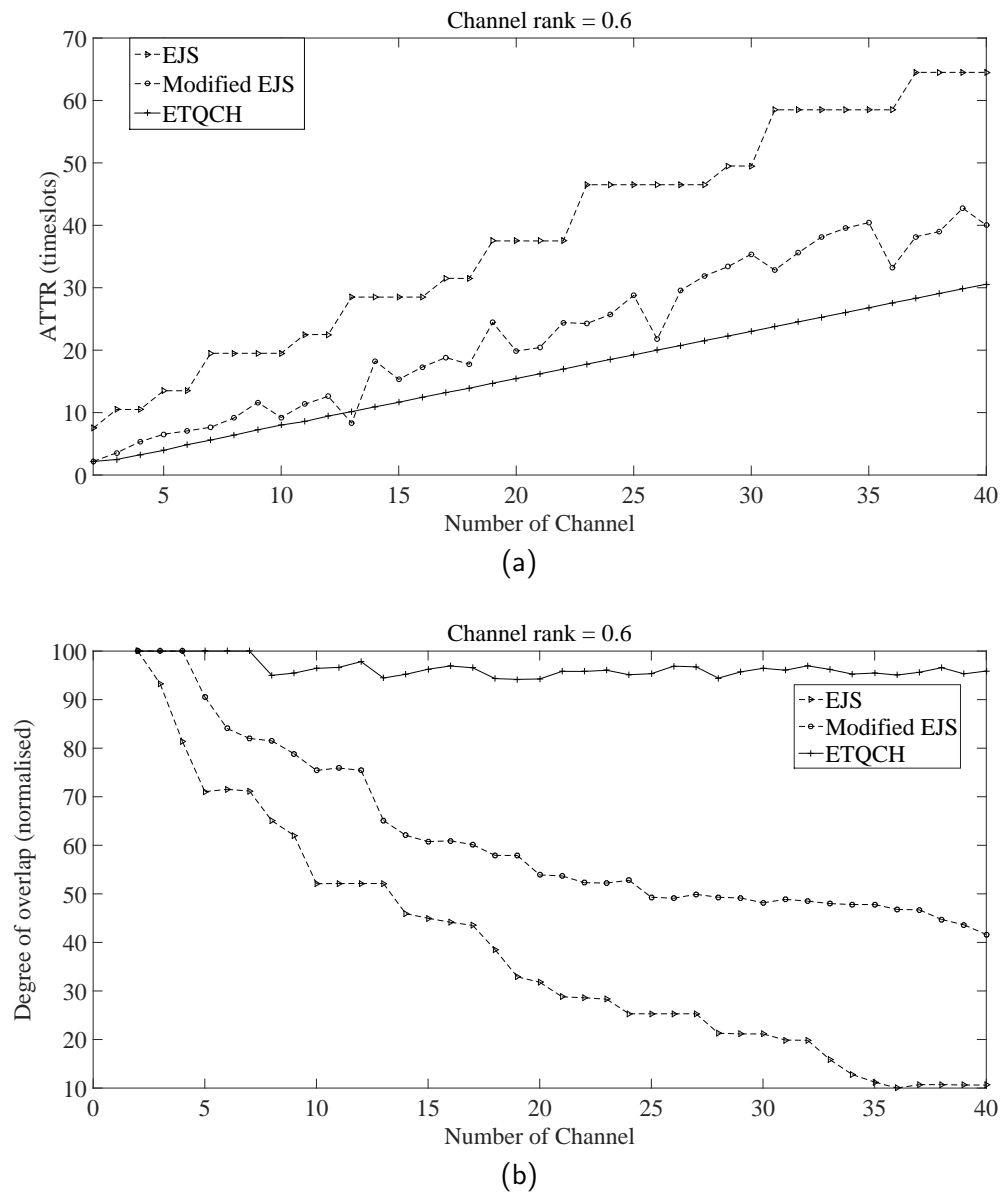 Channel rank = 0.6
70
60
50
40
30
20
10
0
ATTR (timeslots)
EJS
Modified EJS
ETQCH
5 10 15 20 25 30 35 40
Number of Channel
(a)
Channel rank = 0.6
100
90
80
70
60
50
40
30
20
10
Degree of overlap (normalised)
EJS
Modified EJS
ETQCH
0 5 10 15 20 25 30 35 40
Number of Channel
(b)